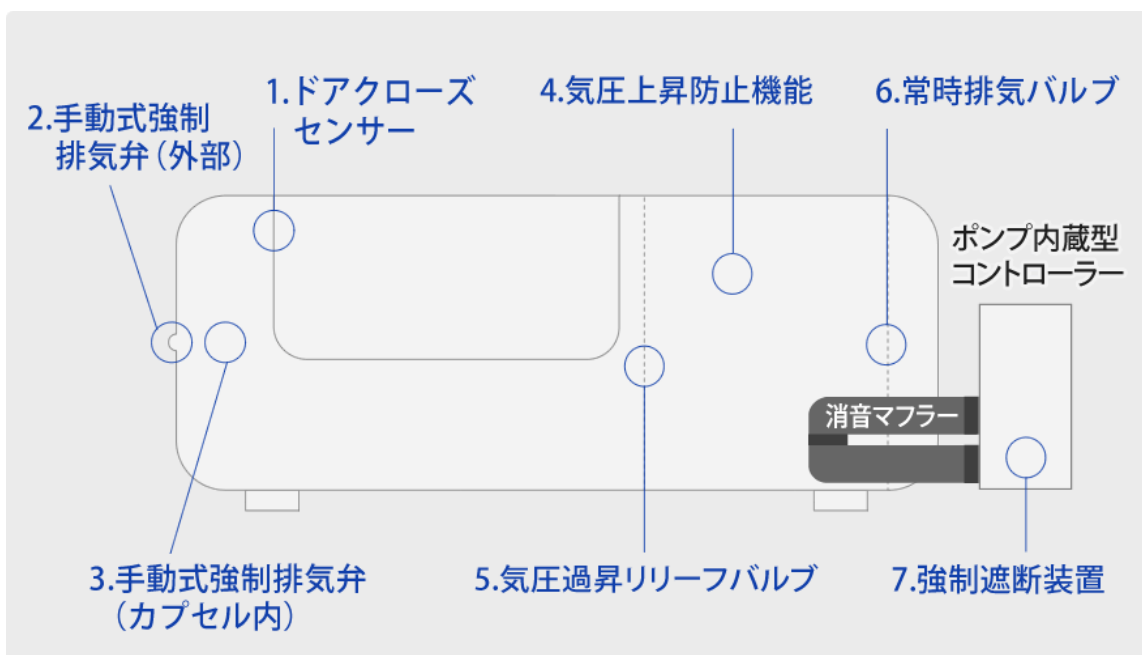 1.ドアクローズ
センサー
4.気圧上昇防止機能
6.常時排気バルブ
2.手動式強制
排気弁(外部)
ポンプ内蔵型
コントローラー
消音マフラー
3.手動式強制排気弁
(カプセル内)
5.気圧過昇リリーフバルブ
7.強制遮断装置